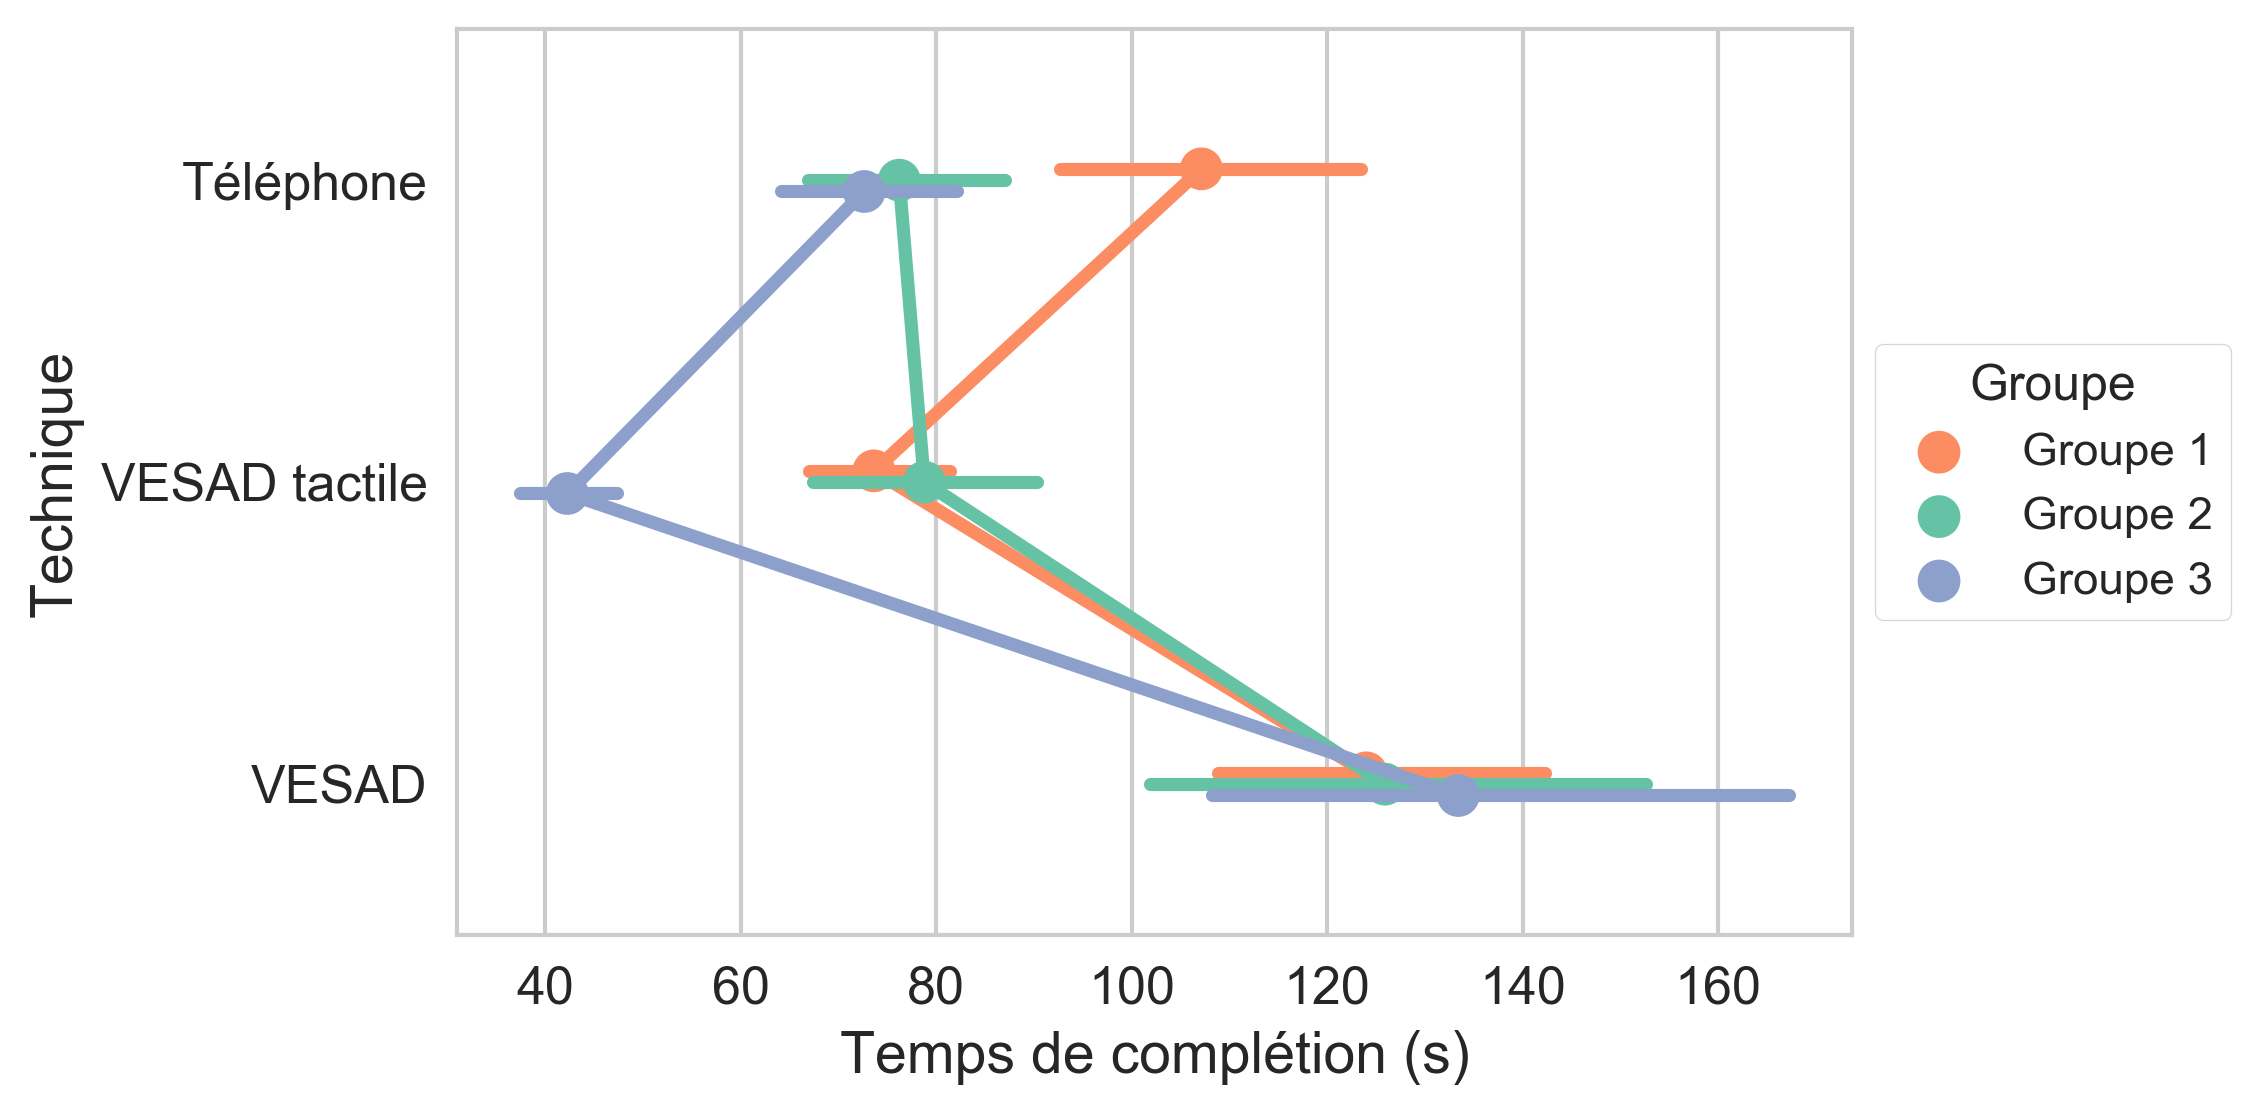 Technique
Téléphone
VESAD tactile
VESAD
40 60 80 100 120 140 160
Temps de complétion (s)
Groupe
Groupe 1
Groupe 2
Groupe 3